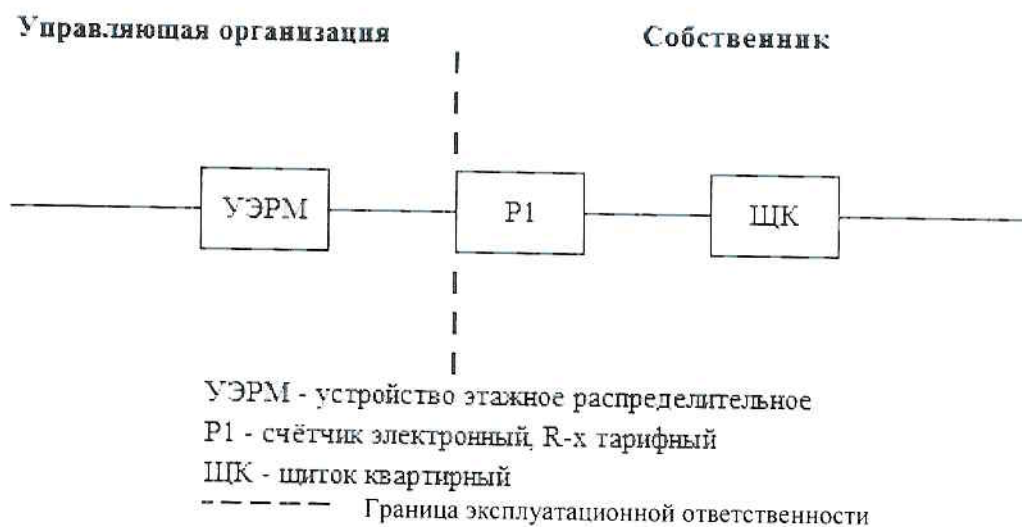 Управляющая организация
Собственник
УЭРМ
Р1
ЩК
УЭРМ - устройство этажное распределительное
Р1 - счётчик электронный, R-х тарифный
ЩК - щиток квартирный
Граница эксплуатационной ответственности